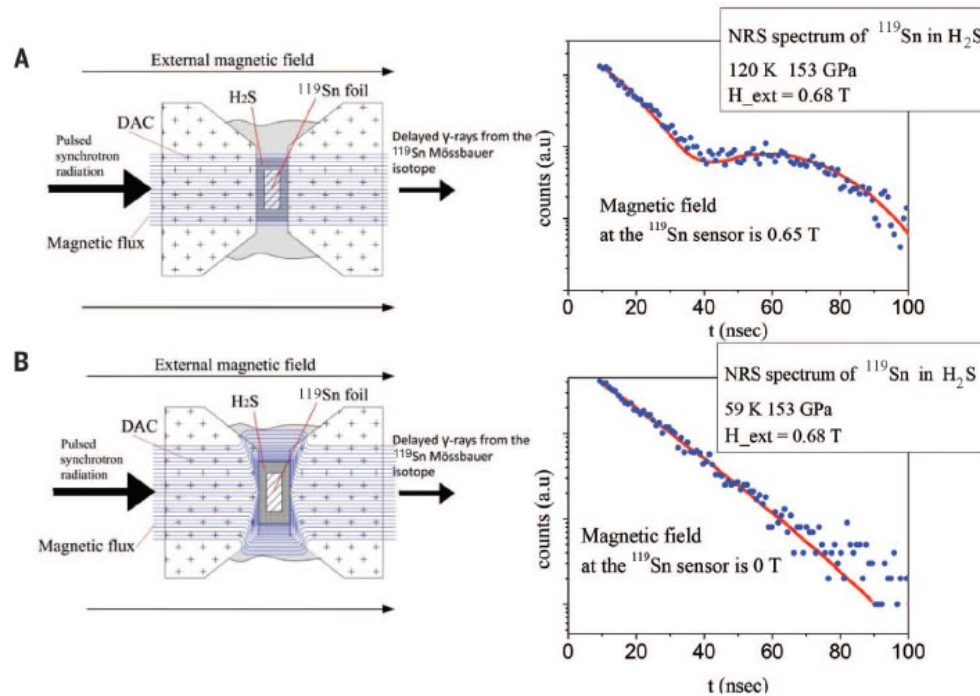 A
External magnetic field
H2S
119Sn foil
DAC
Pulsed
synchrotron
radiation
Delayed γ-rays from the
119Sn Mössbauer
isotope
Magnetic flux
NRS spectrum of 119Sn in H2S
120 K 153 GPa
H_ext = 0.68 T
counts (a.u)
Magnetic field
at the 119Sn sensor is 0.65 T
0 20 40 60 80 100
t (nsec)
B
External magnetic field
H2S
119Sn foil
DAC
Pulsed
synchrotron
radiation
Delayed γ-rays from the
119Sn Mössbauer
isotope
Magnetic flux
NRS spectrum of 119Sn in H2S
59 K 153 GPa
H_ext = 0.68 T
counts (a.u)
Magnetic field
at the 119Sn sensor is 0 T
0 20 40 60 80 100
t (nsec)